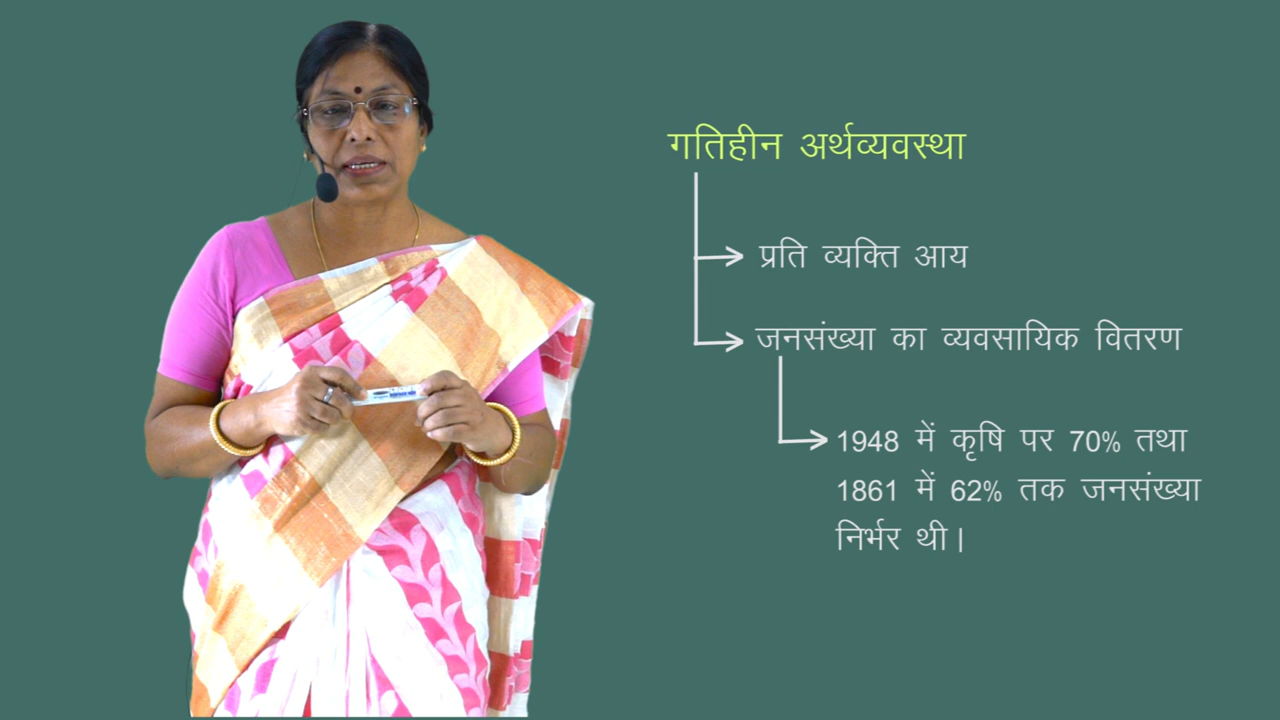 गतिहीन अर्थव्यवस्था
प्रति व्यक्ति आय
जनसंख्या का व्यवसायिक वितरण
1948 में कृषि पर 70% तथा
1861 में 62% तक जनसंख्या
निर्भर थी।